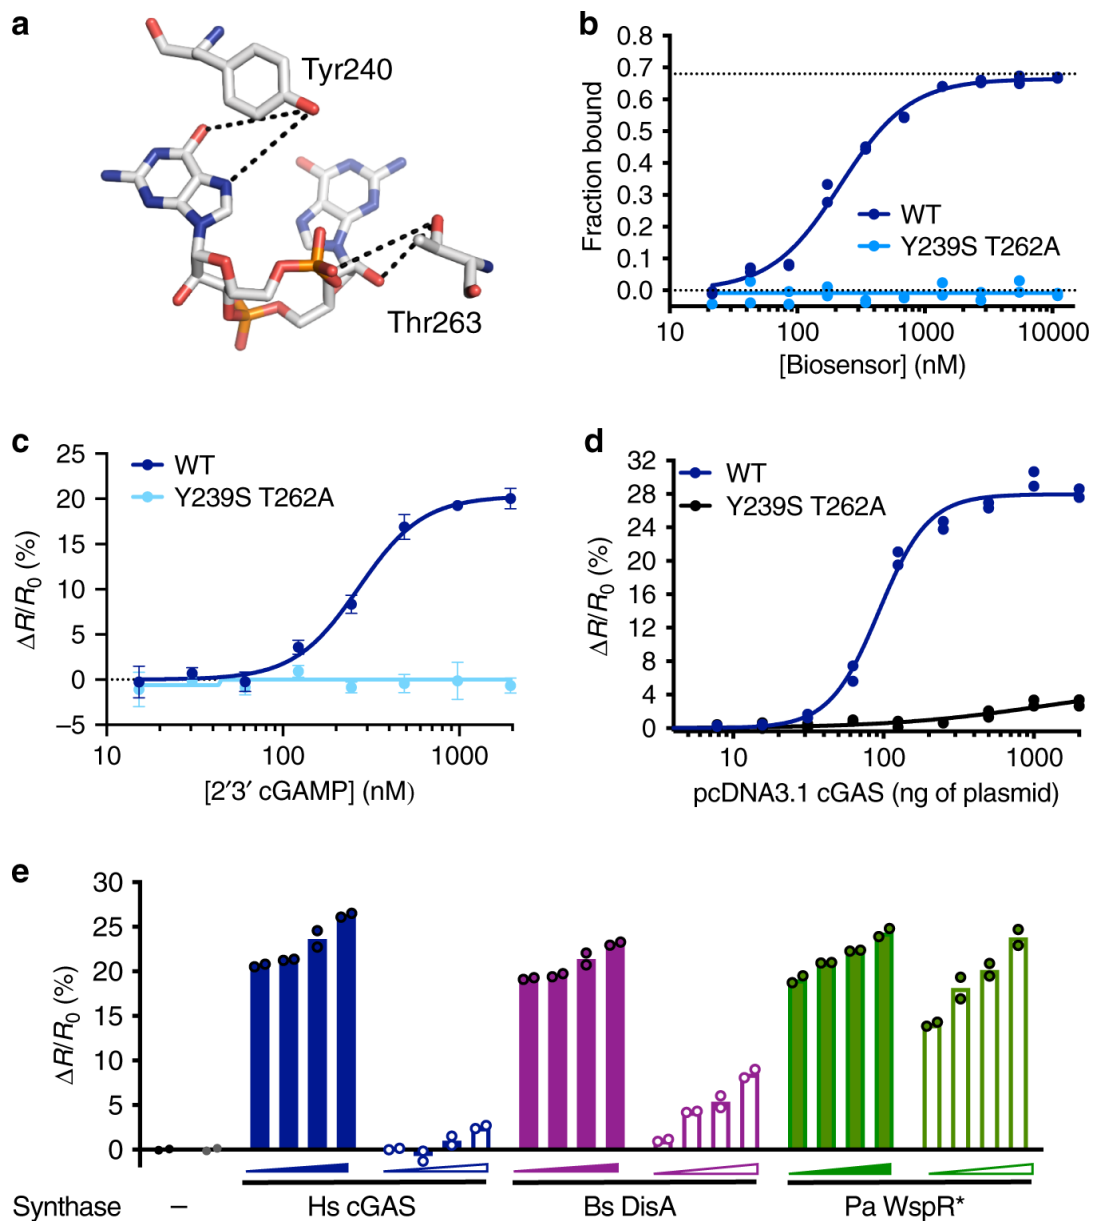 a
Tyr240
Thr263
b
0.8
0.7
0.6
0.5
0.4
0.3
0.2
0.1
0.0
Fraction bound
WT
Y239S T262A
10
100
1000
10000
[Biosensor] (nM)
c
25
20
15
10
5
0
−5
ΔR/R0 (%)
WT
Y239S T262A
10
100
1000
[2′3′ cGAMP] (nM)
d
32
28
24
20
16
12
8
4
0
ΔR/R0 (%)
WT
Y239S T262A
10
100
1000
pcDNA3.1 cGAS (ng of plasmid)
e
30
25
20
15
10
5
0
ΔR/R0 (%)
Synthase – Hs cGAS Bs DisA Pa WspR*